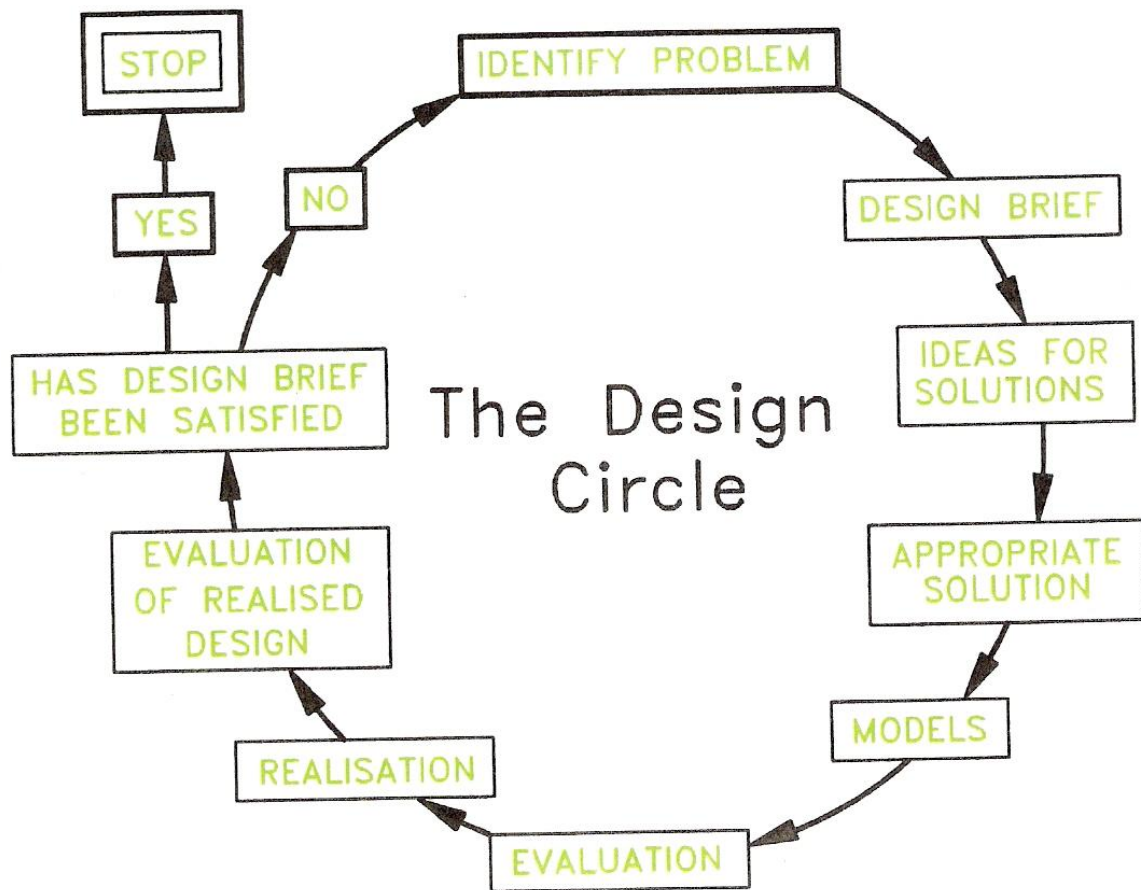 STOP
IDENTIFY PROBLEM
YES
NO
DESIGN BRIEF
IDEAS FOR
SOLUTIONS
APPROPRIATE
SOLUTION
MODELS
EVALUATION
REALISATION
EVALUATION
OF REALISED
DESIGN
HAS DESIGN BRIEF
BEEN SATISFIED
The Design
Circle